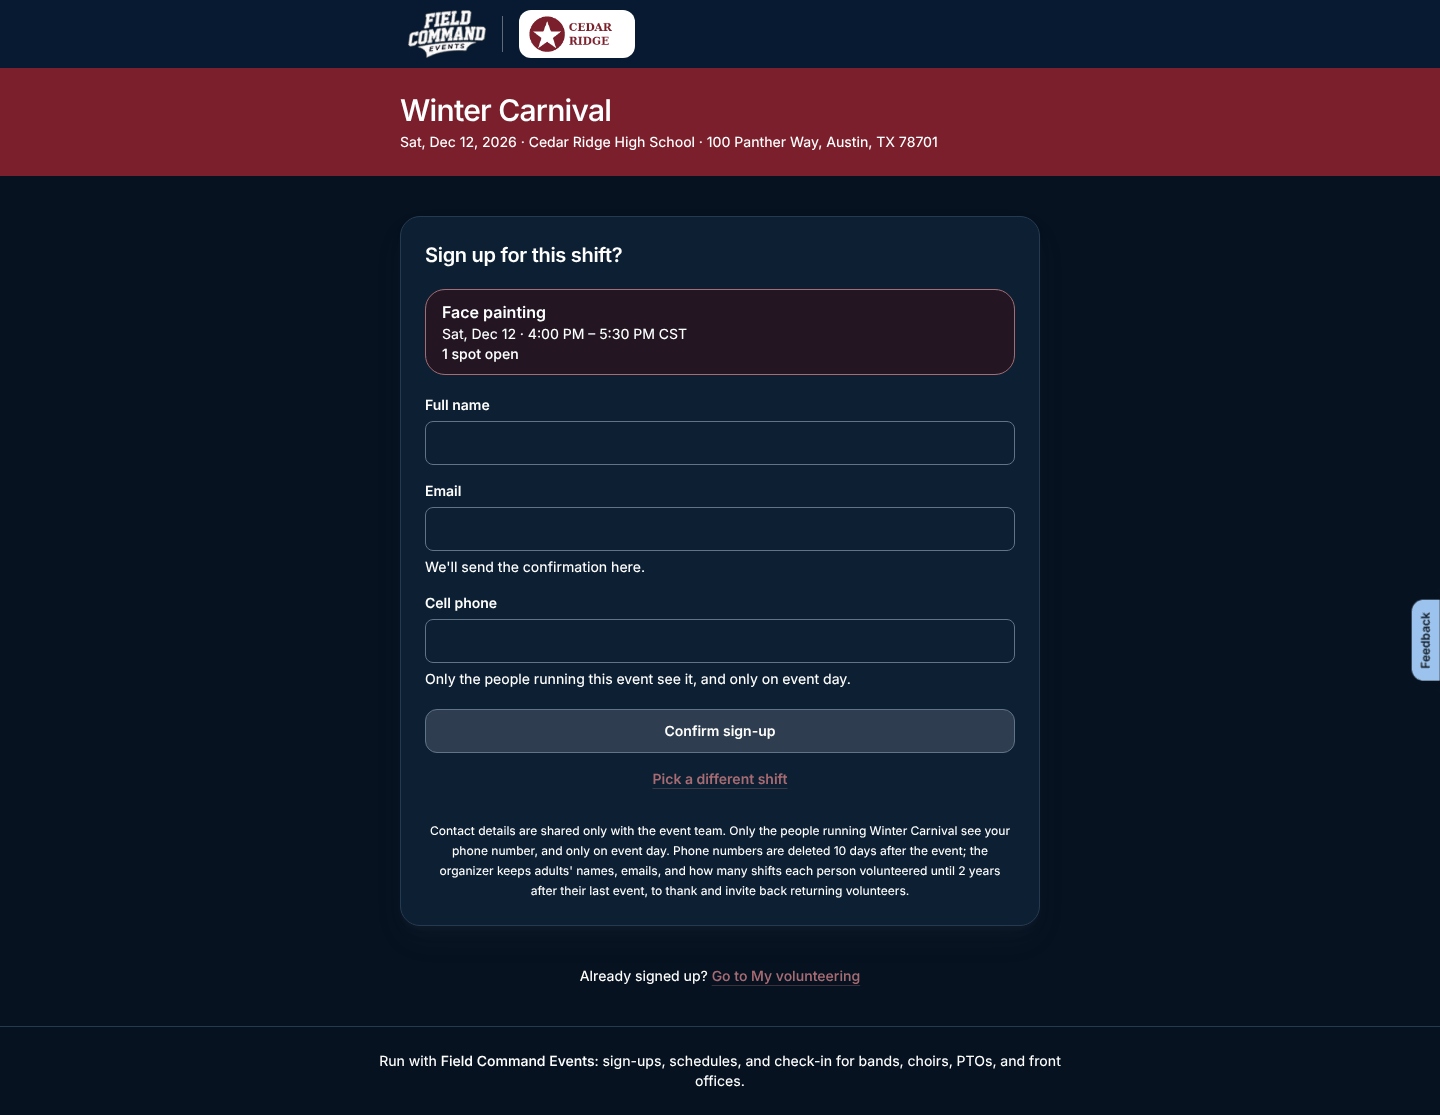 FIELD
COMMAND
EVENTS
CEDAR
RIDGE
Winter Carnival
Sat, Dec 12, 2026 · Cedar Ridge High School · 100 Panther Way, Austin, TX 78701
Sign up for this shift?
Face painting
Sat, Dec 12 · 4:00 PM – 5:30 PM CST
1 spot open
Full name
Email
We'll send the confirmation here.
Cell phone
Only the people running this event see it, and only on event day.
Confirm sign-up
Pick a different shift
Contact details are shared only with the event team. Only the people running Winter Carnival see your
phone number, and only on event day. Phone numbers are deleted 10 days after the event; the
organizer keeps adults' names, emails, and how many shifts each person volunteered until 2 years
after their last event, to thank and invite back returning volunteers.
Already signed up? Go to My volunteering
Run with Field Command Events: sign-ups, schedules, and check-in for bands, choirs, PTOs, and front
offices.
Feedback